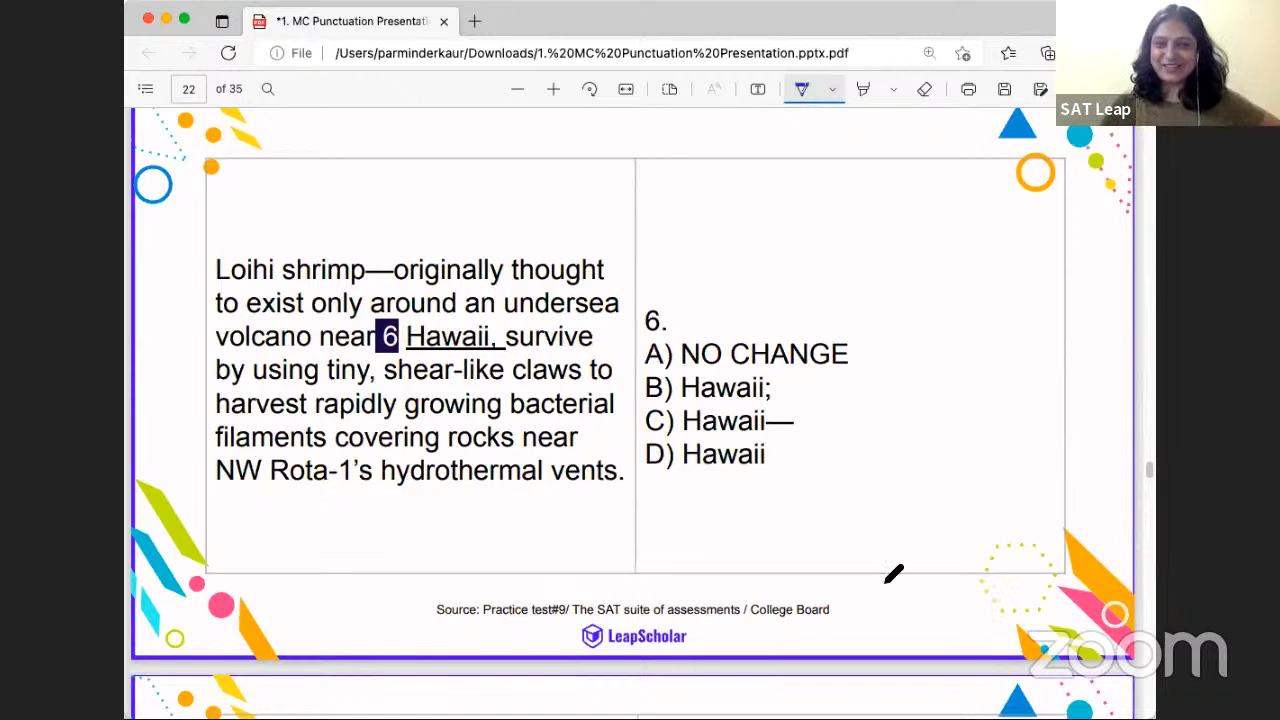 *1. MC Punctuation Presentati
File /Users/parminderkaur/Downloads/1.%20MC%20Punctuation%20Presentation.pptx.pdf
22 of 35
SAT Leap
Loihi shrimp—originally thought
to exist only around an undersea
volcano near 6 Hawaii, survive
by using tiny, shear-like claws to
harvest rapidly growing bacterial
filaments covering rocks near
NW Rota-1’s hydrothermal vents.
6.
A) NO CHANGE
B) Hawaii;
C) Hawaii—
D) Hawaii
Source: Practice test#9/ The SAT suite of assessments / College Board
LeapScholar
zoom